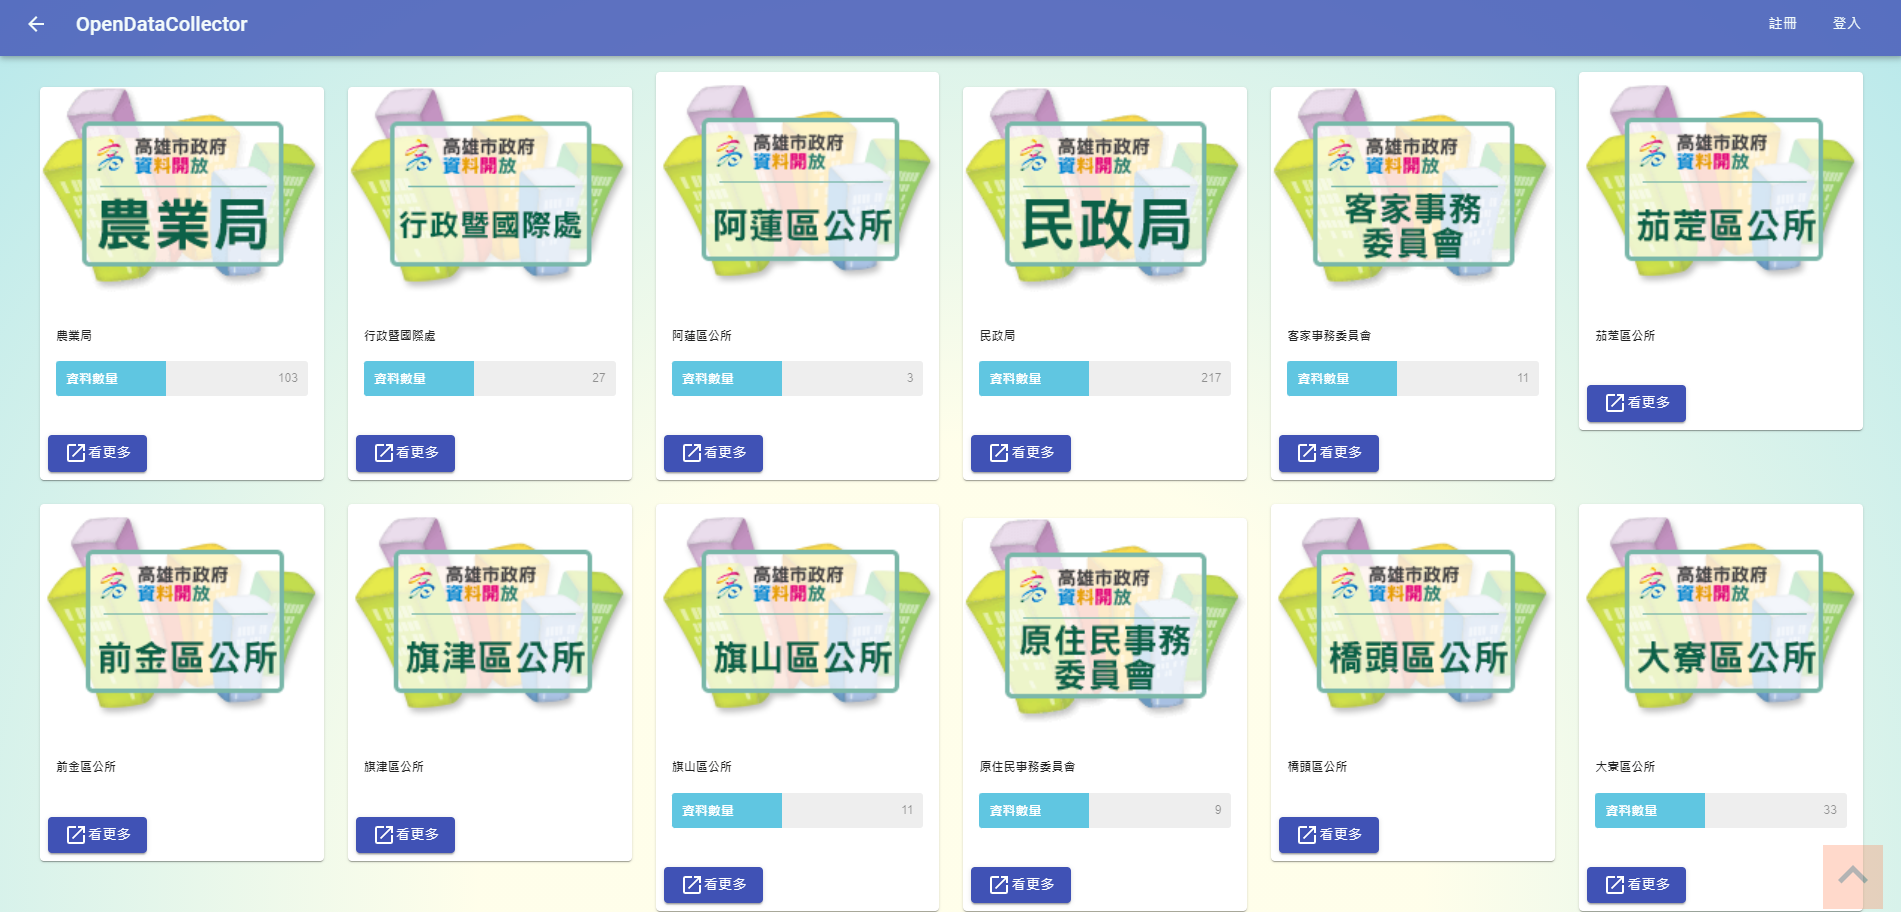 OpenDataCollector
註冊
登入
高雄市政府
資料開放
農業局
農業局
資料數量
103
看更多
高雄市政府
資料開放
行政暨國際處
行政暨國際處
資料數量
27
看更多
高雄市政府
資料開放
阿蓮區公所
阿蓮區公所
資料數量
3
看更多
高雄市政府
資料開放
民政局
民政局
資料數量
217
看更多
高雄市政府
資料開放
客家事務
委員會
客家事務委員會
資料數量
11
看更多
高雄市政府
資料開放
茄萣區公所
茄萣區公所
看更多
高雄市政府
資料開放
前金區公所
前金區公所
看更多
高雄市政府
資料開放
旗津區公所
旗津區公所
看更多
高雄市政府
資料開放
旗山區公所
旗山區公所
資料數量
11
看更多
高雄市政府
資料開放
原住民事務
委員會
原住民事務委員會
資料數量
9
看更多
高雄市政府
資料開放
橋頭區公所
橋頭區公所
看更多
高雄市政府
資料開放
大寮區公所
大寮區公所
資料數量
33
看更多